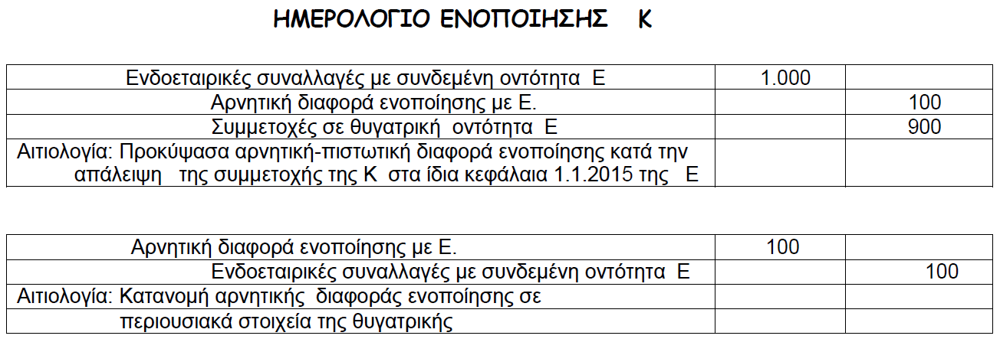 ΗΜΕΡΟΛΟΓΙΟ ΕΝΟΠΟΙΗΣΗΣ Κ
Ενδοεταιρικές συναλλαγές με συνδεμένη οντότητα Ε 1.000
Αρνητική διαφορά ενοποίησης με Ε. 100
Συμμετοχές σε θυγατρική οντότητα Ε 900
Αιτιολογία: Προκύψασα αρνητική-πιστωτική διαφορά ενοποίησης κατά την
απάλειψη της συμμετοχής της Κ στα ίδια κεφάλαια 1.1.2015 της Ε
Αρνητική διαφορά ενοποίησης με Ε. 100
Ενδοεταιρικές συναλλαγές με συνδεμένη οντότητα Ε 100
Αιτιολογία: Κατανομή αρνητικής διαφοράς ενοποίησης σε
περιουσιακά στοιχεία της θυγατρικής